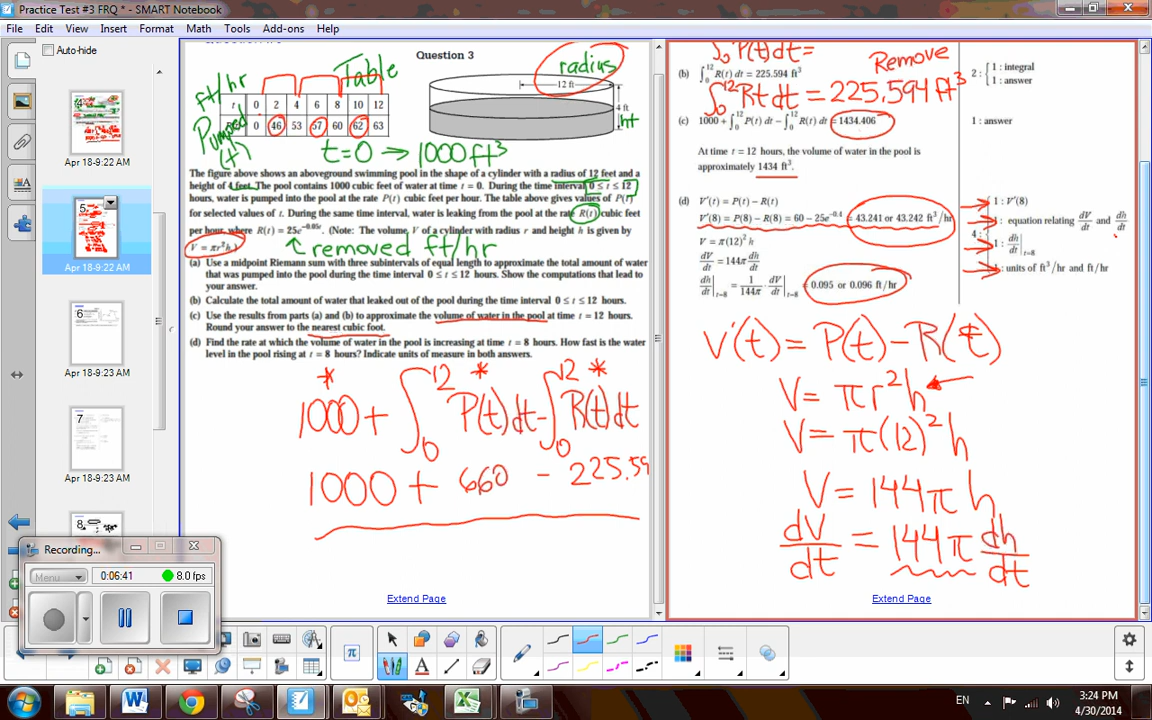 Practice Test #3 FRQ * - SMART Notebook
File Edit View Insert Format Math Tools Add-ons Help
Auto-hide
Apr 18-9:22 AM
5
Apr 18-9:22 AM
6
Apr 18-9:23 AM
7
Apr 18-9:23 AM
8
Question 3
ft/hr
Table
radius
12 ft
4 ft
ht
t 0 2 4 6 8 10 12
0 46 53 57 60 62 63
Pumped
(t)
t=0 → 1000 ft³
The figure above shows an aboveground swimming pool in the shape of a cylinder with a radius of 12 feet and a
height of 4 feet. The pool contains 1000 cubic feet of water at time t = 0. During the time interval 0 ≤ t ≤ 12
hours, water is pumped into the pool at the rate P(t) cubic feet per hour. The table above gives values of P(t)
for selected values of t. During the same time interval, water is leaking from the pool at the rate R(t) cubic feet
per hour, where R(t) = 25e^(-0.05t). (Note: The volume V of a cylinder with radius r and height h is given by
V = πr²h.)
removed ft/hr
(a) Use a midpoint Riemann sum with three subintervals of equal length to approximate the total amount of water
that was pumped into the pool during the time interval 0 ≤ t ≤ 12 hours. Show the computations that lead to
your answer.
(b) Calculate the total amount of water that leaked out of the pool during the time interval 0 ≤ t ≤ 12 hours.
(c) Use the results from parts (a) and (b) to approximate the volume of water in the pool at time t = 12 hours.
Round your answer to the nearest cubic foot.
(d) Find the rate at which the volume of water in the pool is increasing at time t = 8 hours. How fast is the water
level in the pool rising at t = 8 hours? Indicate units of measure in both answers.
* * *
1000 + ∫₀¹² P(t)dt - ∫₀¹² R(t)dt
1000 + 660 - 225.59
Extend Page
P(t)dt =
Remove
(b) ∫₀¹² R(t) dt = 225.594 ft³
2 : { 1 : integral
1 : answer
∫₀¹² Rt dt = 225.594 ft³
(c) 1000 + ∫₀¹² P(t) dt − ∫₀¹² R(t) dt = 1434.406
1 : answer
At time t = 12 hours, the volume of water in the pool is
approximately 1434 ft³.
(d) V′(t) = P(t) − R(t)
V′(8) = P(8) − R(8) = 60 − 25e^(-0.4) = 43.241 or 43.242 ft³/hr
V = π(12)² h
dV/dt = 144π dh/dt
dh/dt|t=8 = 1/144π · dV/dt|t=8 = 0.095 or 0.096 ft/hr
4 : { 1 : V′(8)
1 : equation relating dV/dt and dh/dt
1 : dh/dt|t=8
1 : units of ft³/hr and ft/hr
V′(t) = P(t) − R(t)
V = πr²h
V = π(12)²h
V = 144π h
dV/dt = 144π dh/dt
Extend Page
Recording...
0:06:41 8.0 fps
Menu
π
A
EN
3:24 PM
4/30/2014